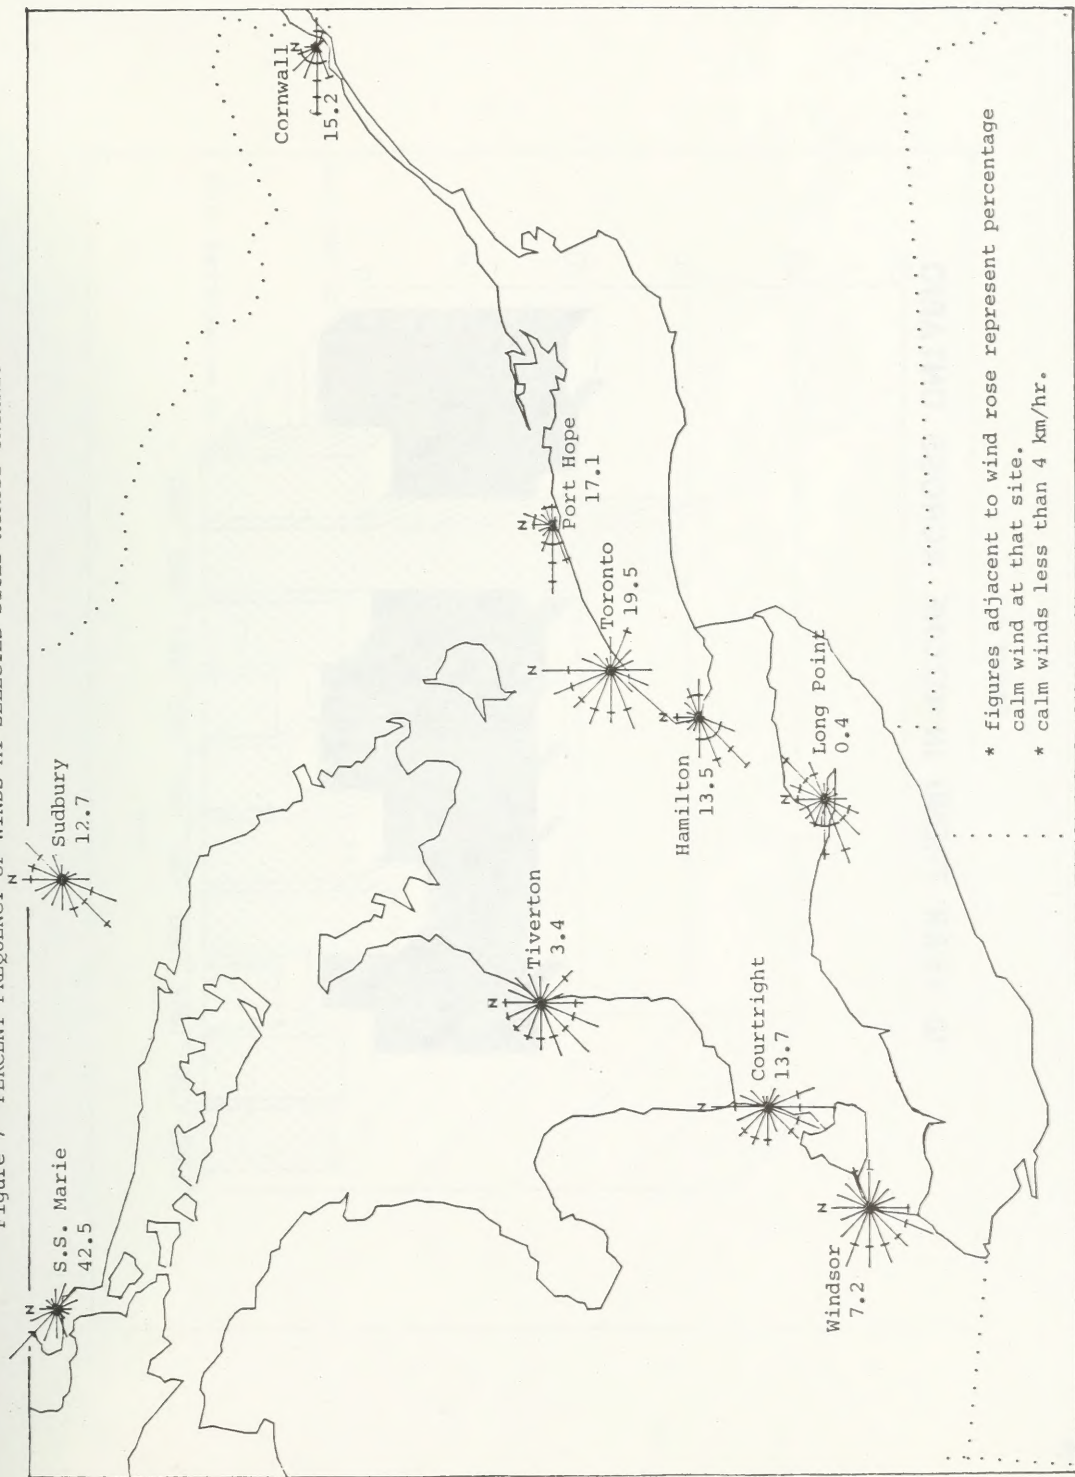 Figure 7 PERCENT FREQUENCY OF WINDS AT SELECTED SITES
N
S.S. Marie
42.5
N
Sudbury
12.7
N
Cornwall
15.2
N
Tiverton
3.4
N
Port Hope
17.1
N
Toronto
19.5
N
Hamilton
13.5
N
Courtright
13.7
N
Long Point
0.4
N
Windsor
7.2
* figures adjacent to wind rose represent percentage
calm wind at that site.
* calm winds less than 4 km/hr.